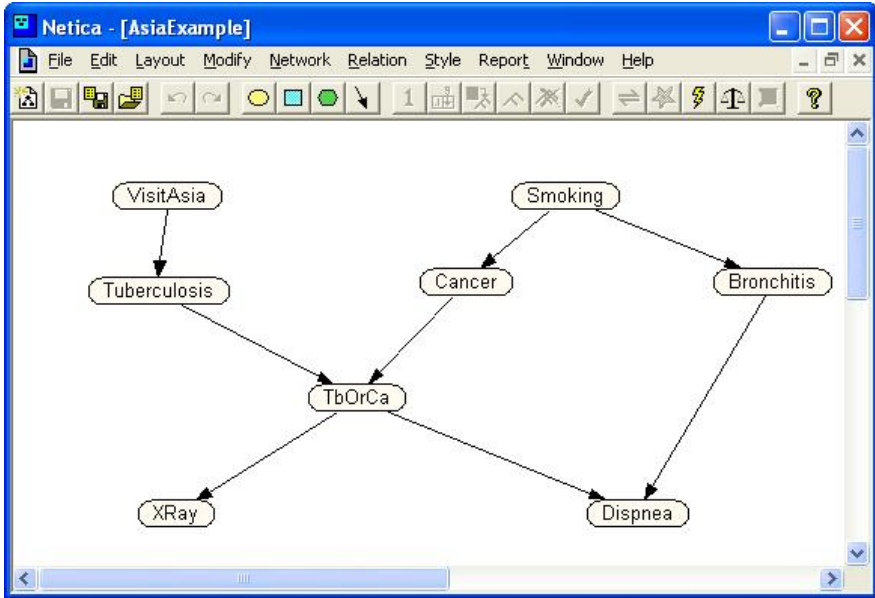 Netica - [AsiaExample]
File Edit Layout Modify Network Relation Style Report Window Help
1 ?
VisitAsia Smoking
Tuberculosis Cancer Bronchitis
TbOrCa
XRay Dispnea